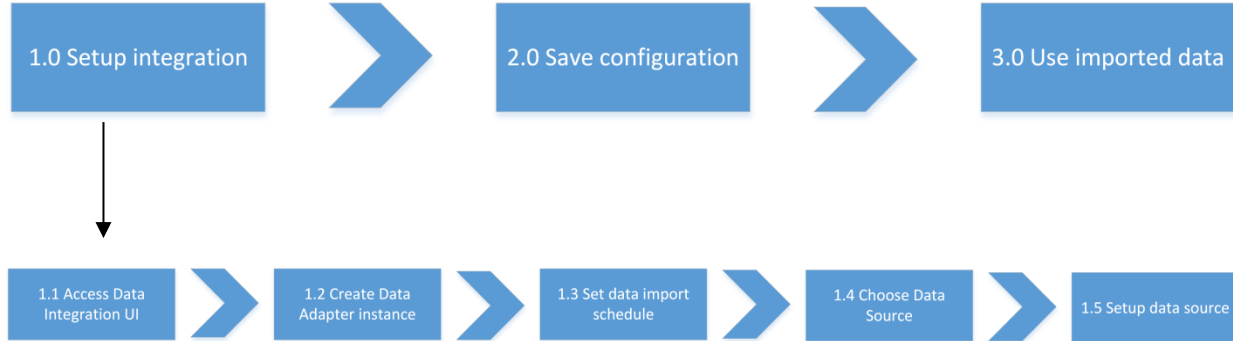 1.0 Setup integration
2.0 Save configuration
3.0 Use imported data
1.1 Access Data
Integration UI
1.2 Create Data
Adapter instance
1.3 Set data import
schedule
1.4 Choose Data
Source
1.5 Setup data source